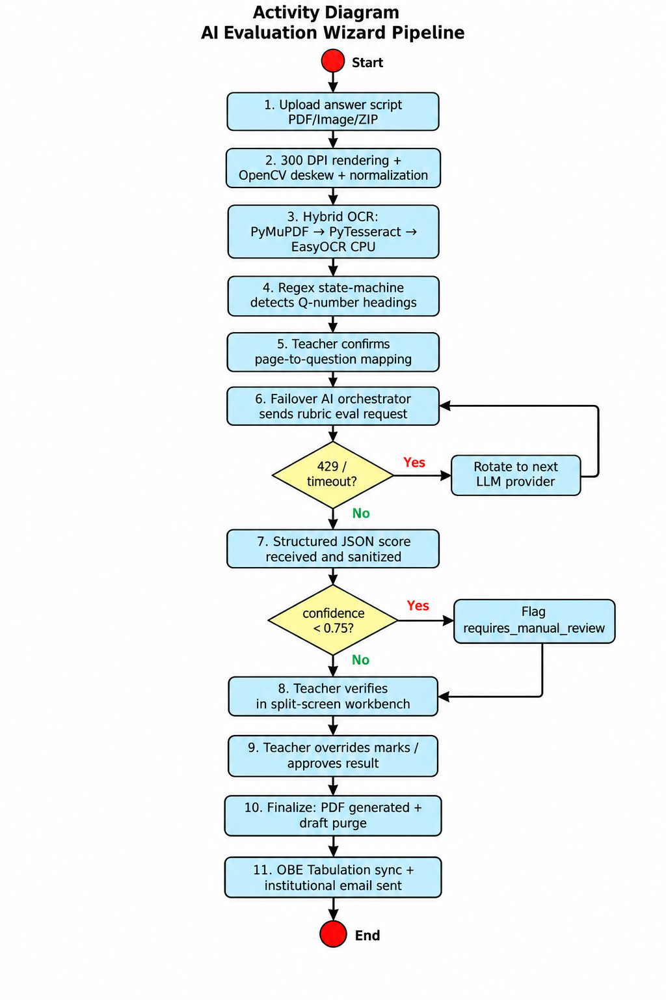 Activity Diagram
AI Evaluation Wizard Pipeline
Start
1. Upload answer script
PDF/Image/ZIP
2. 300 DPI rendering +
OpenCV deskew + normalization
3. Hybrid OCR:
PyMuPDF → PyTesseract →
EasyOCR CPU
4. Regex state-machine
detects Q-number headings
5. Teacher confirms
page-to-question mapping
6. Failover AI orchestrator
sends rubric eval request
429 /
timeout?
Yes
Rotate to next
LLM provider
No
7. Structured JSON score
received and sanitized
confidence
< 0.75?
Yes
Flag
requires_manual_review
No
8. Teacher verifies
in split-screen workbench
9. Teacher overrides marks /
approves result
10. Finalize: PDF generated +
draft purge
11. OBE Tabulation sync +
institutional email sent
End